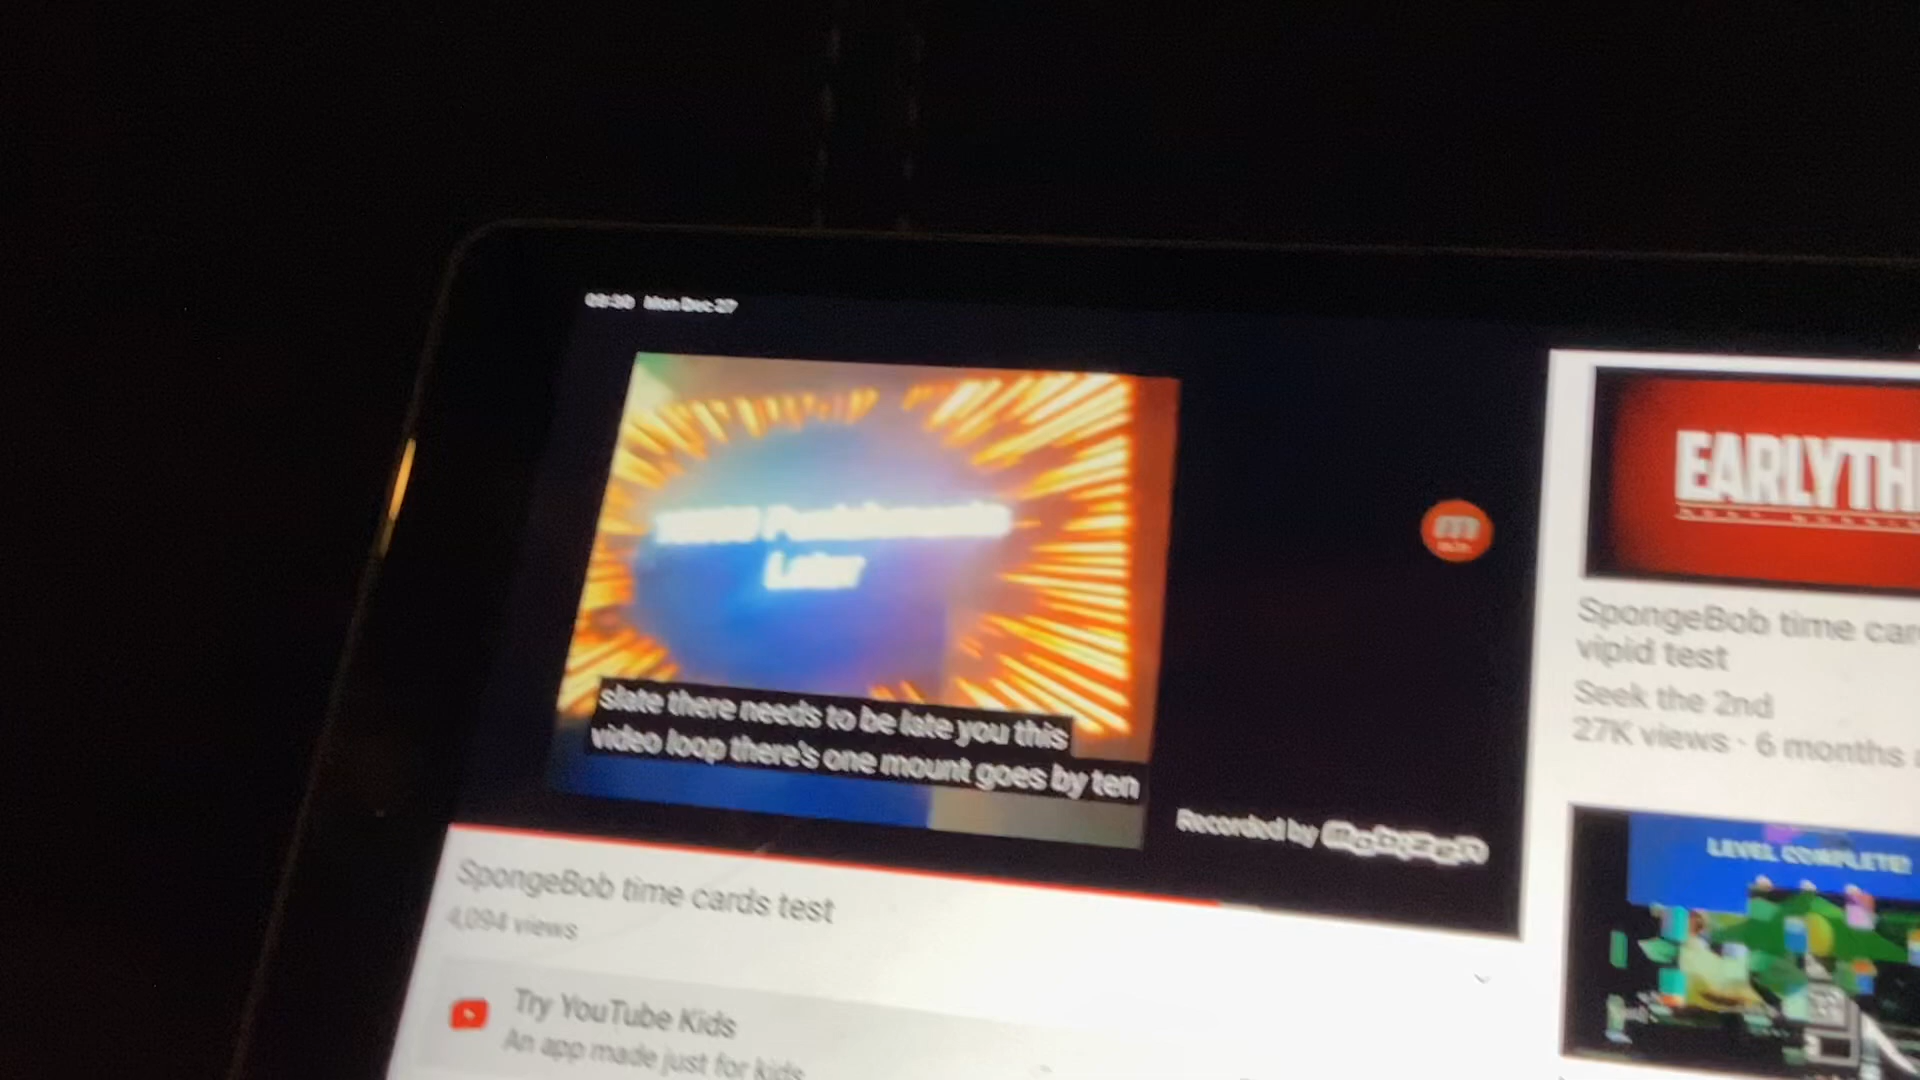 Mon Dec 27
Later
slate there needs to be late you this
video loop there's one mount goes by ten
Recorded by
SpongeBob time cards test
4,094 views
Try YouTube Kids
An app made just for kids
EARLYTH
SpongeBob time car
vipid test
Seek the 2nd
27K views · 6 months
LEVEL COMPLETE!